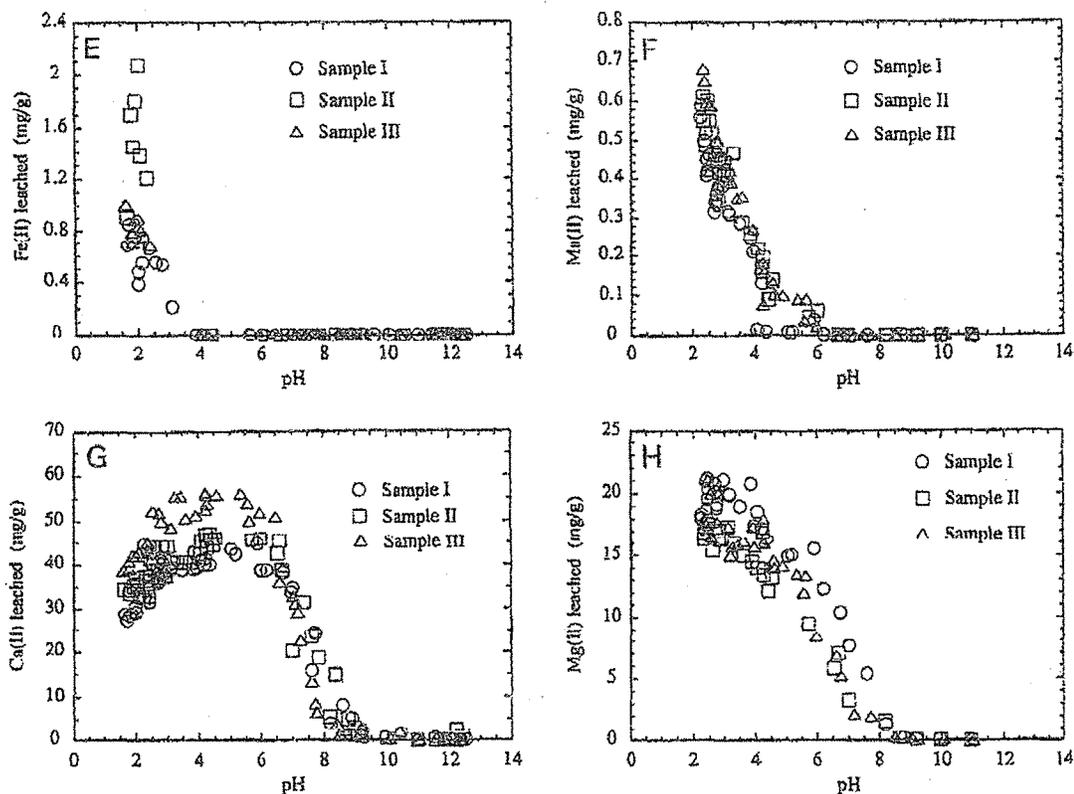 E
Sample I
Sample II
Sample III
Fe(II) leached (mg/g)
2.4
2
1.6
1.2
0.8
0.4
0
0 2 4 6 8 10 12 14
pH
F
Sample I
Sample II
Sample III
Mn(II) leached (mg/g)
0.8
0.7
0.6
0.5
0.4
0.3
0.2
0.1
0
0 2 4 6 8 10 12 14
pH
G
Sample I
Sample II
Sample III
Ca(II) leached (mg/g)
70
60
50
40
30
20
10
0
0 2 4 6 8 10 12 14
pH
H
Sample I
Sample II
Sample III
Mg(II) leached (mg/g)
25
20
15
10
5
0
0 2 4 6 8 10 12 14
pH